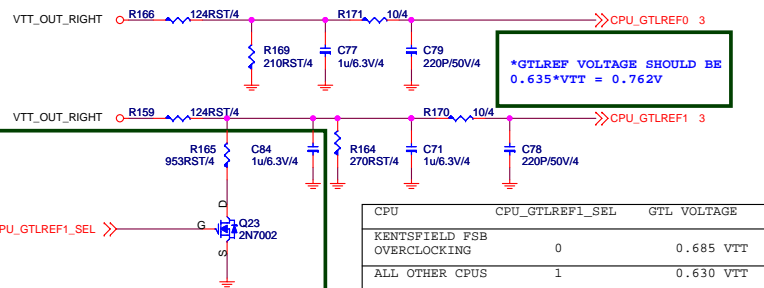 VTT_OUT_RIGHT R166 124RST/4 R171 10/4 CPU_GTLREF0 3
R169
210RST/4
C77
1u/6.3V/4
C79
220P/50V/4
*GTLREF VOLTAGE SHOULD BE
0.635*VTT = 0.762V
VTT_OUT_RIGHT R159 124RST/4 R170 10/4 CPU_GTLREF1 3
R165
953RST/4
C84
1u/6.3V/4
R164
270RST/4
C71
1u/6.3V/4
C78
220P/50V/4
PU_GTLREF1_SEL G D S
Q23
2N7002
CPU CPU_GTLREF1_SEL GTL VOLTAGE
KENTSFIELD FSB
OVERCLOCKING 0 0.685 VTT
ALL OTHER CPUS 1 0.630 VTT